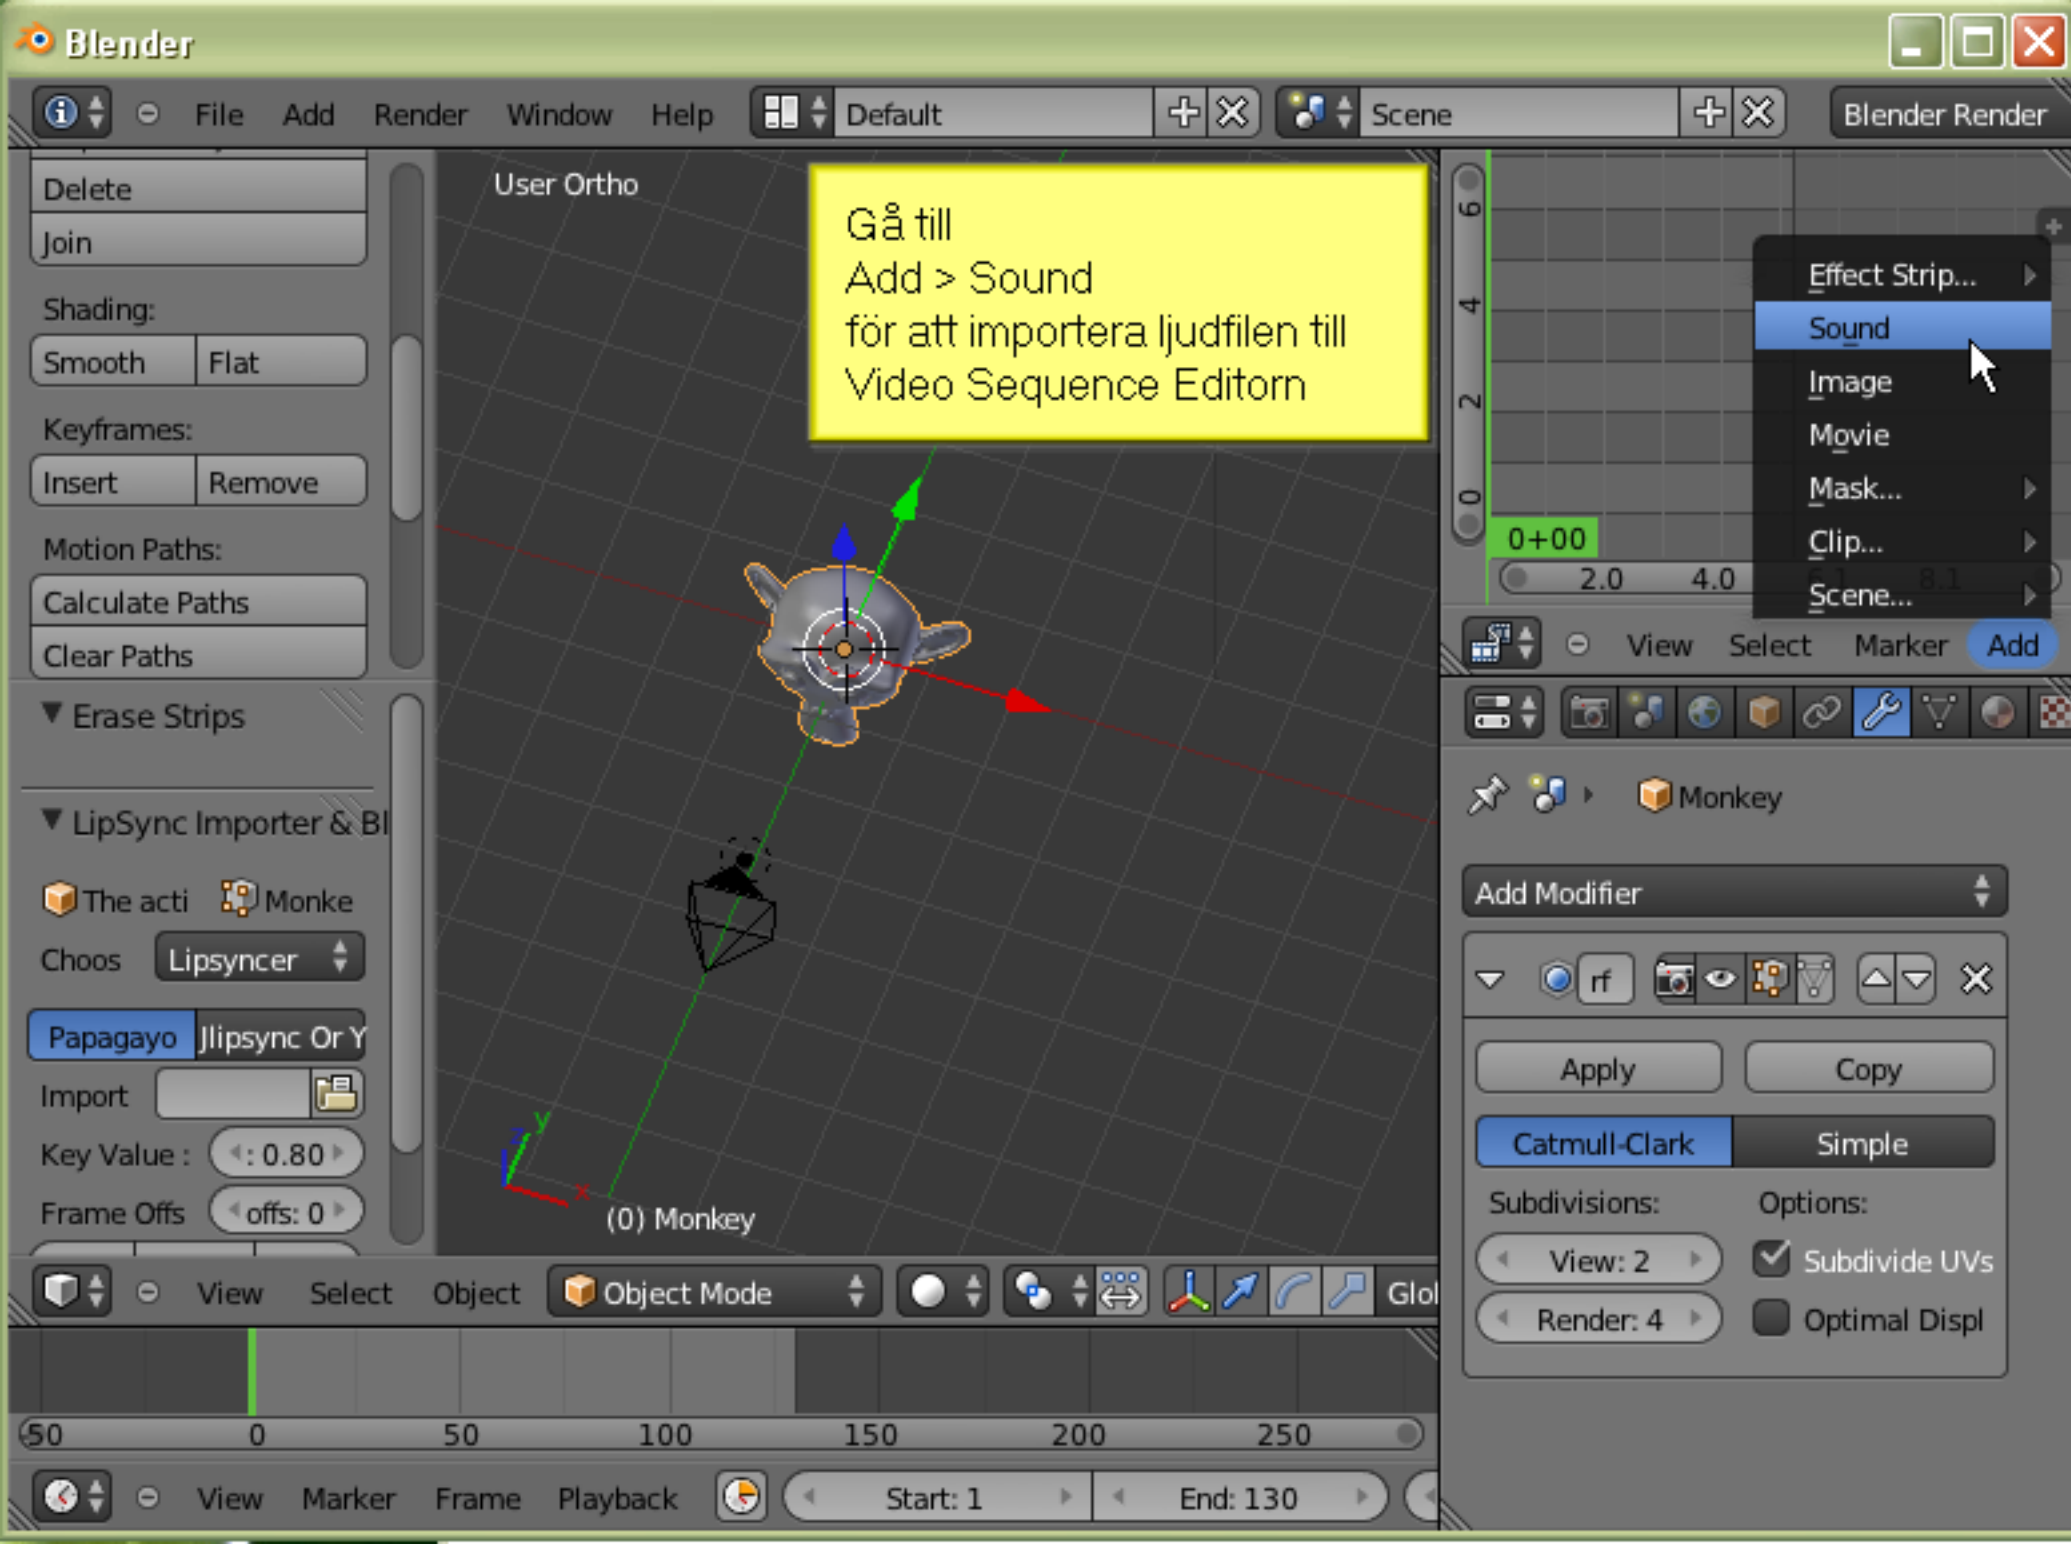 Blender
File Add Render Window Help Default Scene Blender Render
Delete
Join
Shading:
Smooth Flat
Keyframes:
Insert Remove
Motion Paths:
Calculate Paths
Clear Paths
Erase Strips
LipSync Importer & Bl
The acti Monke
Choos Lipsyncer
Papagayo Jlipsync Or Y
Import
Key Value : : 0.80
Frame Offs offs: 0
User Ortho
Gå till
Add > Sound
för att importera ljudfilen till
Video Sequence Editorn
z y
x
(0) Monkey
View Select Object Object Mode Glol
-50 0 50 100 150 200 250
View Marker Frame Playback Start: 1 End: 130
6
4
2
0
0+00
2.0 4.0 6.1 8.1
Effect Strip...
Sound
Image
Movie
Mask...
Clip...
Scene...
View Select Marker Add
Monkey
Add Modifier
rf
Apply Copy
Catmull-Clark Simple
Subdivisions: Options:
View: 2 Subdivide UVs
Render: 4 Optimal Displ